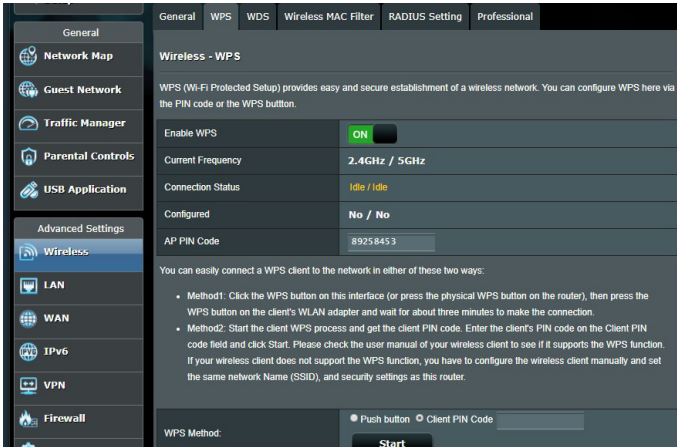 General WPS WDS Wireless MAC Filter RADIUS Setting Professional
General
Network Map
Guest Network
Traffic Manager
Parental Controls
USB Application
Advanced Settings
Wireless
LAN
WAN
IPv6
VPN
Firewall
Wireless - WPS
WPS (Wi-Fi Protected Setup) provides easy and secure establishment of a wireless network. You can configure WPS here via
the PIN code or the WPS buttton.
Enable WPS ON
Current Frequency 2.4GHz / 5GHz
Connection Status Idle / Idle
Configured No / No
AP PIN Code 89258453
You can easily connect a WPS client to the network in either of these two ways:
• Method1: Click the WPS button on this interface (or press the physical WPS button on the router), then press the
WPS button on the client's WLAN adapter and wait for about three minutes to make the connection.
• Method2: Start the client WPS process and get the client PIN code. Enter the client's PIN code on the Client PIN
code field and click Start. Please check the user manual of your wireless client to see if it supports the WPS function.
If your wireless client does not support the WPS function, you have to configure the wireless client manually and set
the same network Name (SSID), and security settings as this router.
WPS Method: Push button Client PIN Code
Start